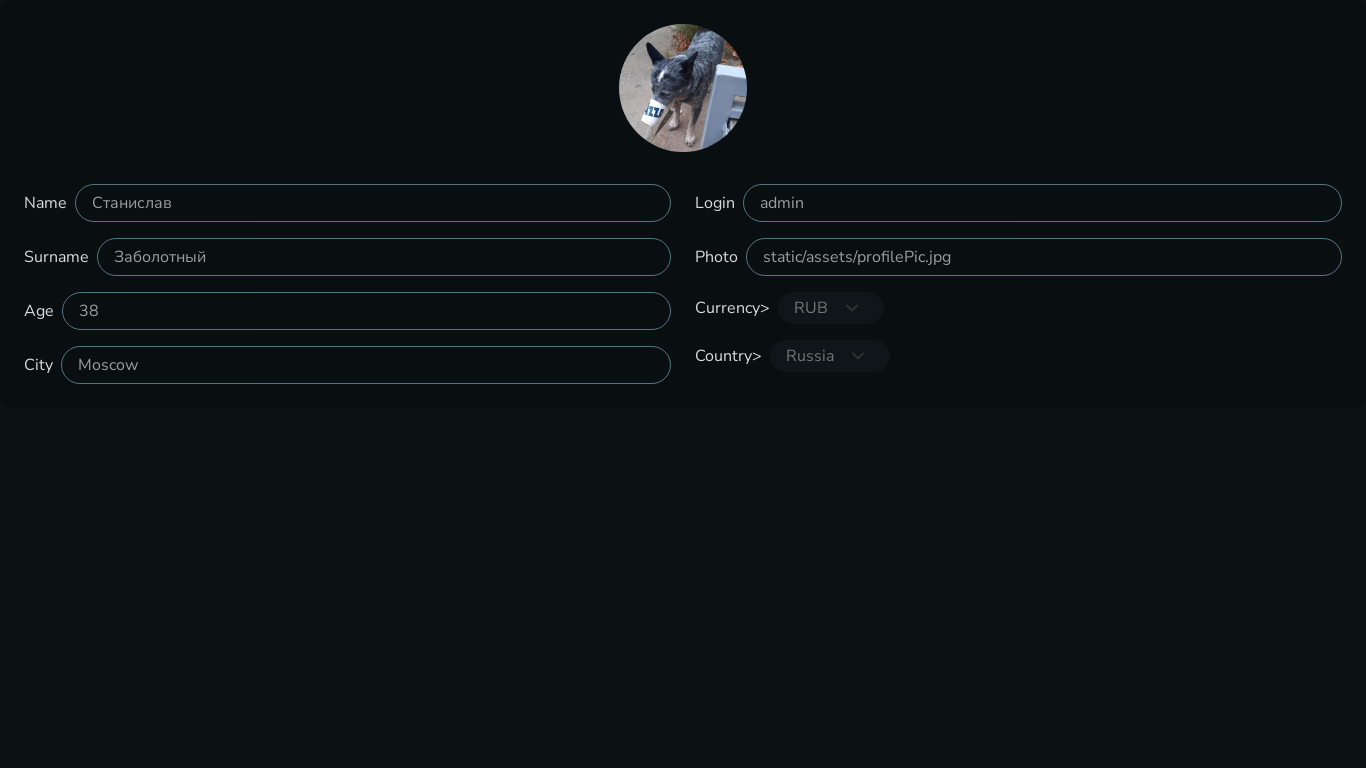 Name Станислав
Surname Заболотный
Age 38
City Moscow
Login admin
Photo static/assets/profilePic.jpg
Currency> RUB
Country> Russia